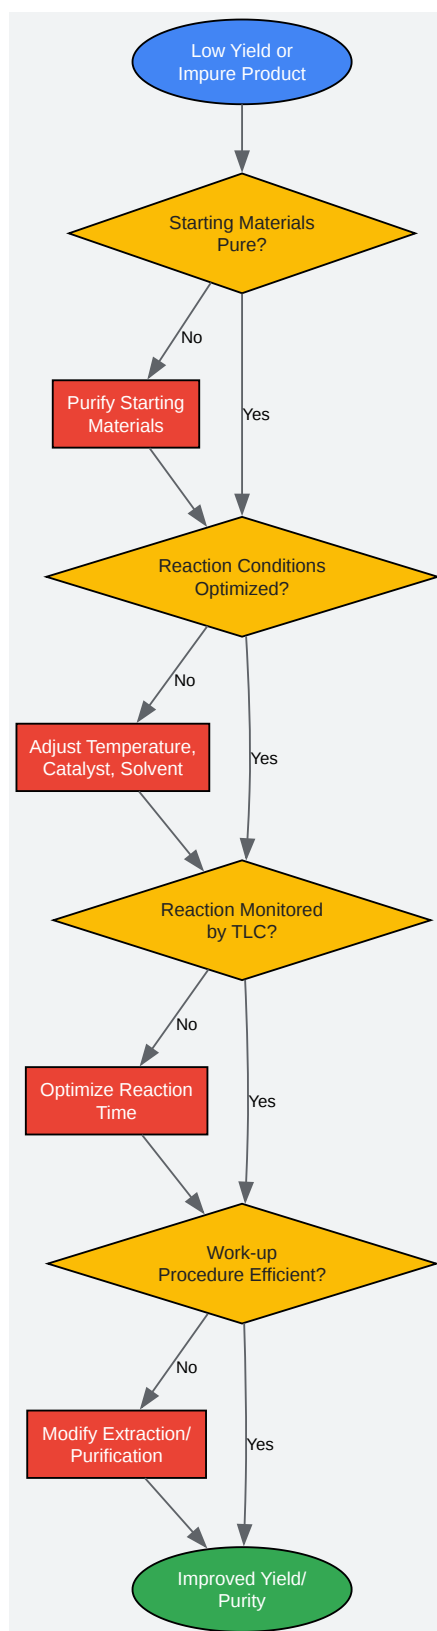 Low Yield or
Impure Product
Starting Materials
Pure?
No
Purify Starting
Materials
Yes
Reaction Conditions
Optimized?
No
Adjust Temperature,
Catalyst, Solvent
Yes
Reaction Monitored
by TLC?
No
Optimize Reaction
Time
Yes
Work-up
Procedure Efficient?
No
Modify Extraction/
Purification
Yes
Improved Yield/
Purity